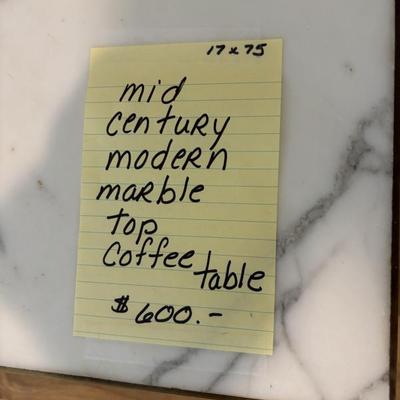 17 x 75
mid
century
modern
marble
top
coffee table
$600.-